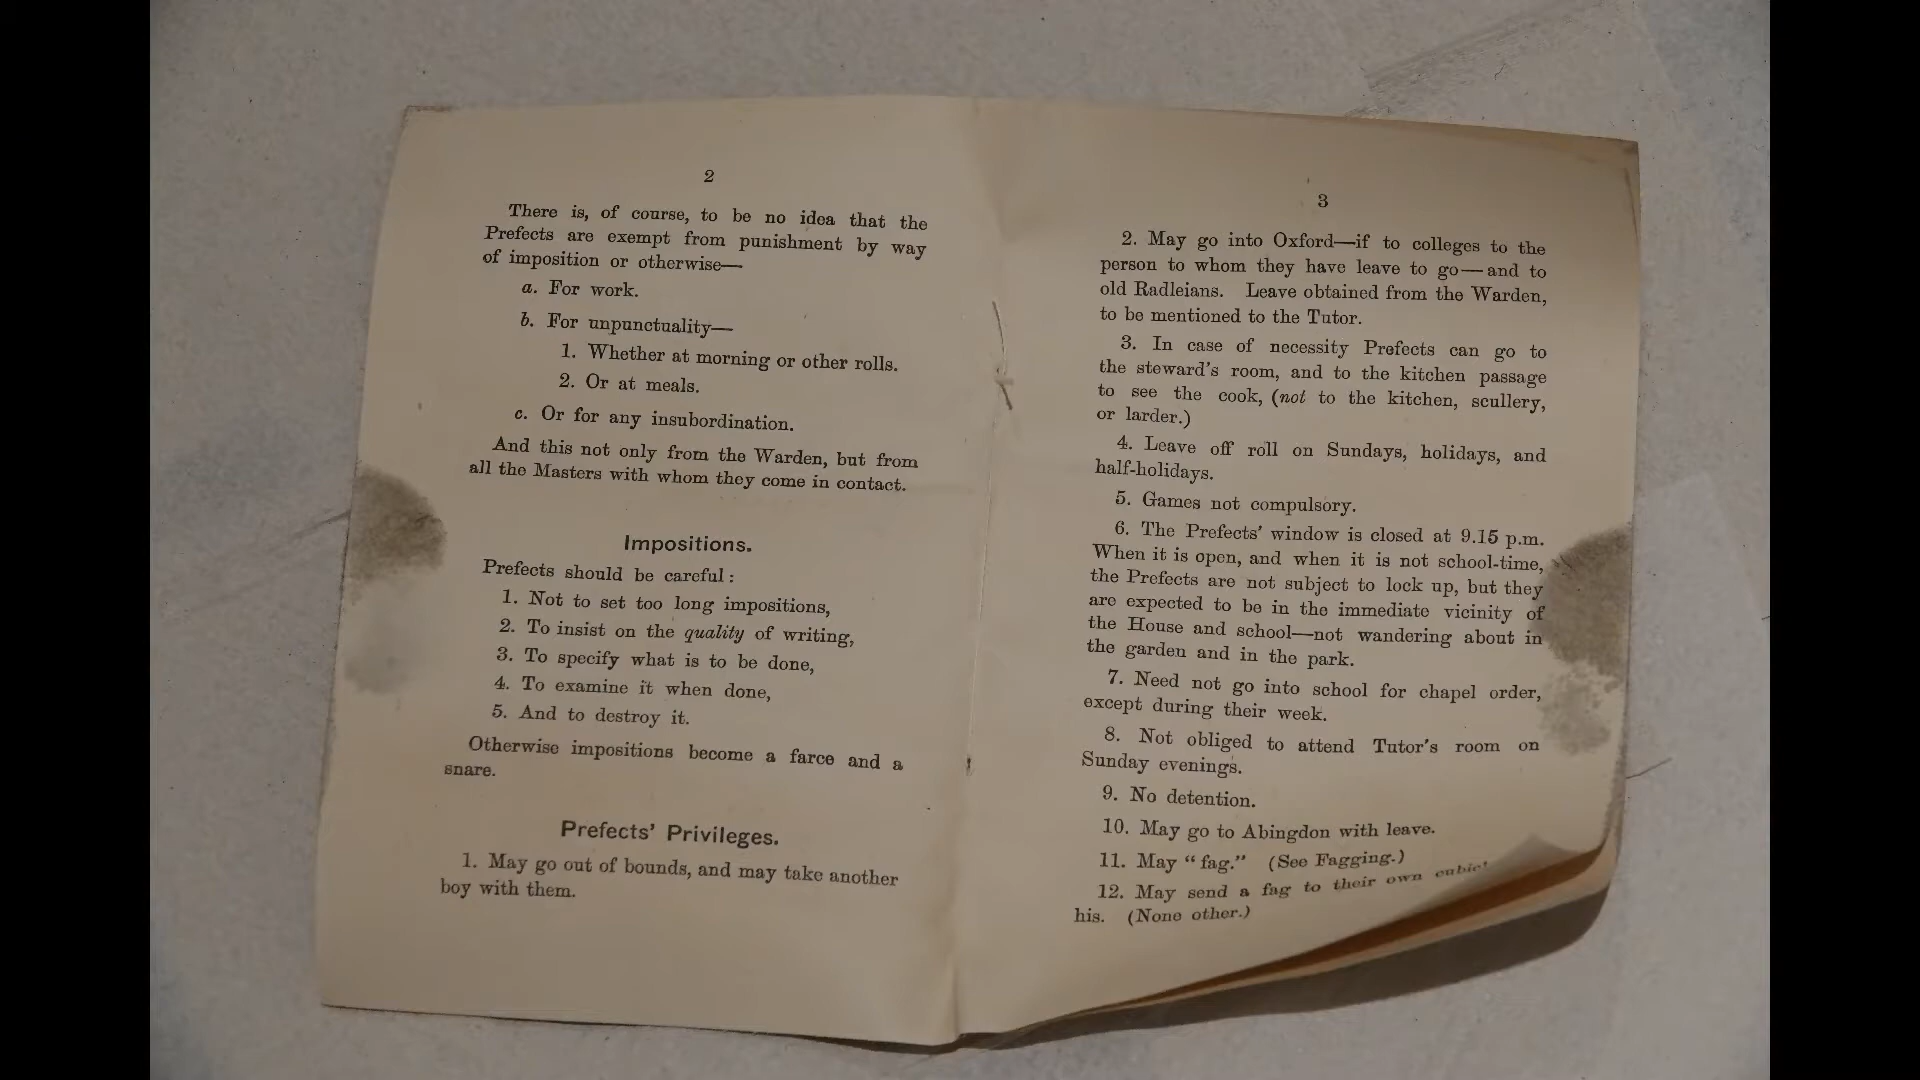 2
There is, of course, to be no idea that the
Prefects are exempt from punishment by way
of imposition or otherwise—
a. For work.
b. For unpunctuality—
1. Whether at morning or other rolls.
2. Or at meals.
c. Or for any insubordination.
And this not only from the Warden, but from
all the Masters with whom they come in contact.
Impositions.
Prefects should be careful:
1. Not to set too long impositions,
2. To insist on the quality of writing,
3. To specify what is to be done,
4. To examine it when done,
5. And to destroy it.
Otherwise impositions become a farce and a
snare.
Prefects' Privileges.
1. May go out of bounds, and may take another
boy with them.
3
2. May go into Oxford—if to colleges to the
person to whom they have leave to go—and to
old Radleians. Leave obtained from the Warden,
to be mentioned to the Tutor.
3. In case of necessity Prefects can go to
the steward's room, and to the kitchen passage
to see the cook, (not to the kitchen, scullery,
or larder.)
4. Leave off roll on Sundays, holidays, and
half-holidays.
5. Games not compulsory.
6. The Prefects' window is closed at 9.15 p.m.
When it is open, and when it is not school-time,
the Prefects are not subject to lock up, but they
are expected to be in the immediate vicinity of
the House and school—not wandering about in
the garden and in the park.
7. Need not go into school for chapel order,
except during their week.
8. Not obliged to attend Tutor's room on
Sunday evenings.
9. No detention.
10. May go to Abingdon with leave.
11. May "fag." (See Fagging.)
12. May send a fag to their own
his. (None other.)